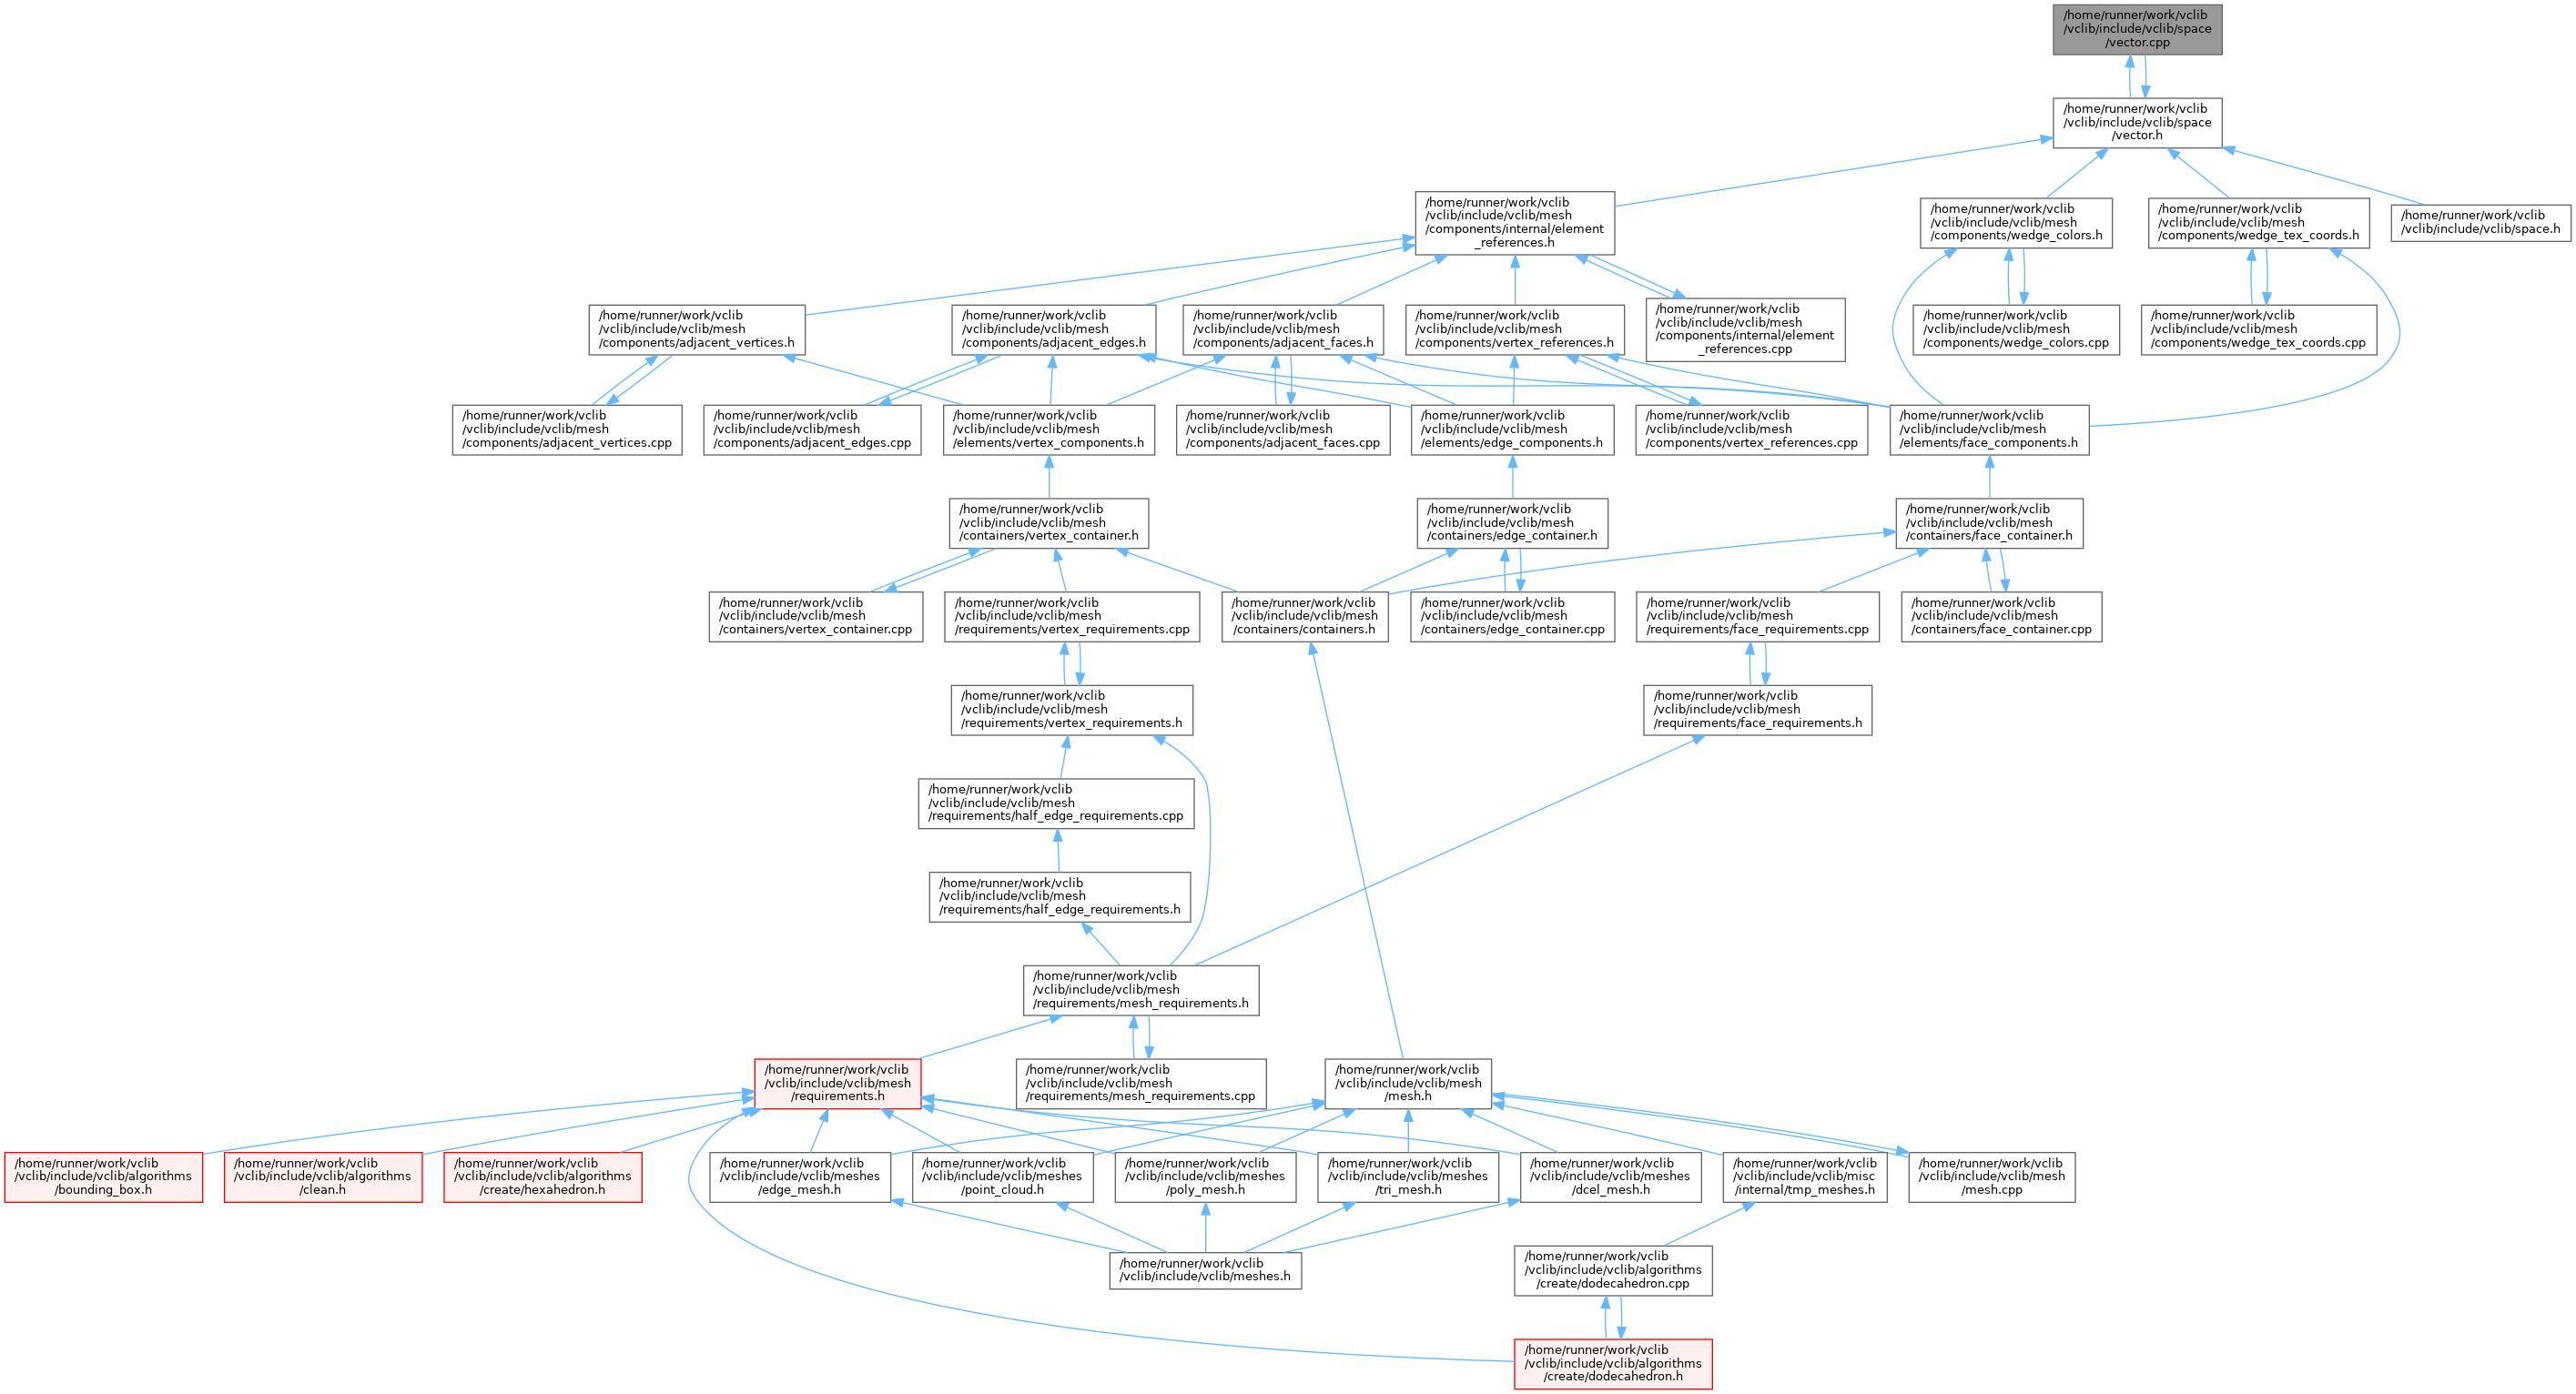 /home/runner/work/vclib
/vclib/include/vclib/space
/vector.cpp
/home/runner/work/vclib
/vclib/include/vclib/space
/vector.h
/home/runner/work/vclib
/vclib/include/vclib/mesh
/components/internal/element
_references.h
/home/runner/work/vclib
/vclib/include/vclib/mesh
/components/wedge_colors.h
/home/runner/work/vclib
/vclib/include/vclib/mesh
/components/wedge_tex_coords.h
/home/runner/work/vclib
/vclib/include/vclib/space.h
/home/runner/work/vclib
/vclib/include/vclib/mesh
/components/adjacent_vertices.h
/home/runner/work/vclib
/vclib/include/vclib/mesh
/components/adjacent_edges.h
/home/runner/work/vclib
/vclib/include/vclib/mesh
/components/adjacent_faces.h
/home/runner/work/vclib
/vclib/include/vclib/mesh
/components/vertex_references.h
/home/runner/work/vclib
/vclib/include/vclib/mesh
/components/internal/element
_references.cpp
/home/runner/work/vclib
/vclib/include/vclib/mesh
/components/wedge_colors.cpp
/home/runner/work/vclib
/vclib/include/vclib/mesh
/components/wedge_tex_coords.cpp
/home/runner/work/vclib
/vclib/include/vclib/mesh
/components/adjacent_vertices.cpp
/home/runner/work/vclib
/vclib/include/vclib/mesh
/components/adjacent_edges.cpp
/home/runner/work/vclib
/vclib/include/vclib/mesh
/elements/vertex_components.h
/home/runner/work/vclib
/vclib/include/vclib/mesh
/components/adjacent_faces.cpp
/home/runner/work/vclib
/vclib/include/vclib/mesh
/elements/edge_components.h
/home/runner/work/vclib
/vclib/include/vclib/mesh
/components/vertex_references.cpp
/home/runner/work/vclib
/vclib/include/vclib/mesh
/elements/face_components.h
/home/runner/work/vclib
/vclib/include/vclib/mesh
/containers/vertex_container.h
/home/runner/work/vclib
/vclib/include/vclib/mesh
/containers/edge_container.h
/home/runner/work/vclib
/vclib/include/vclib/mesh
/containers/face_container.h
/home/runner/work/vclib
/vclib/include/vclib/mesh
/containers/vertex_container.cpp
/home/runner/work/vclib
/vclib/include/vclib/mesh
/requirements/vertex_requirements.cpp
/home/runner/work/vclib
/vclib/include/vclib/mesh
/containers/containers.h
/home/runner/work/vclib
/vclib/include/vclib/mesh
/containers/edge_container.cpp
/home/runner/work/vclib
/vclib/include/vclib/mesh
/requirements/face_requirements.cpp
/home/runner/work/vclib
/vclib/include/vclib/mesh
/containers/face_container.cpp
/home/runner/work/vclib
/vclib/include/vclib/mesh
/requirements/vertex_requirements.h
/home/runner/work/vclib
/vclib/include/vclib/mesh
/requirements/face_requirements.h
/home/runner/work/vclib
/vclib/include/vclib/mesh
/requirements/half_edge_requirements.cpp
/home/runner/work/vclib
/vclib/include/vclib/mesh
/requirements/half_edge_requirements.h
/home/runner/work/vclib
/vclib/include/vclib/mesh
/requirements/mesh_requirements.h
/home/runner/work/vclib
/vclib/include/vclib/mesh
/requirements.h
/home/runner/work/vclib
/vclib/include/vclib/mesh
/requirements/mesh_requirements.cpp
/home/runner/work/vclib
/vclib/include/vclib/mesh
/mesh.h
/home/runner/work/vclib
/vclib/include/vclib/algorithms
/bounding_box.h
/home/runner/work/vclib
/vclib/include/vclib/algorithms
/clean.h
/home/runner/work/vclib
/vclib/include/vclib/algorithms
/create/hexahedron.h
/home/runner/work/vclib
/vclib/include/vclib/meshes
/edge_mesh.h
/home/runner/work/vclib
/vclib/include/vclib/meshes
/point_cloud.h
/home/runner/work/vclib
/vclib/include/vclib/meshes
/poly_mesh.h
/home/runner/work/vclib
/vclib/include/vclib/meshes
/tri_mesh.h
/home/runner/work/vclib
/vclib/include/vclib/meshes
/dcel_mesh.h
/home/runner/work/vclib
/vclib/include/vclib/misc
/internal/tmp_meshes.h
/home/runner/work/vclib
/vclib/include/vclib/mesh
/mesh.cpp
/home/runner/work/vclib
/vclib/include/vclib/meshes.h
/home/runner/work/vclib
/vclib/include/vclib/algorithms
/create/dodecahedron.cpp
/home/runner/work/vclib
/vclib/include/vclib/algorithms
/create/dodecahedron.h